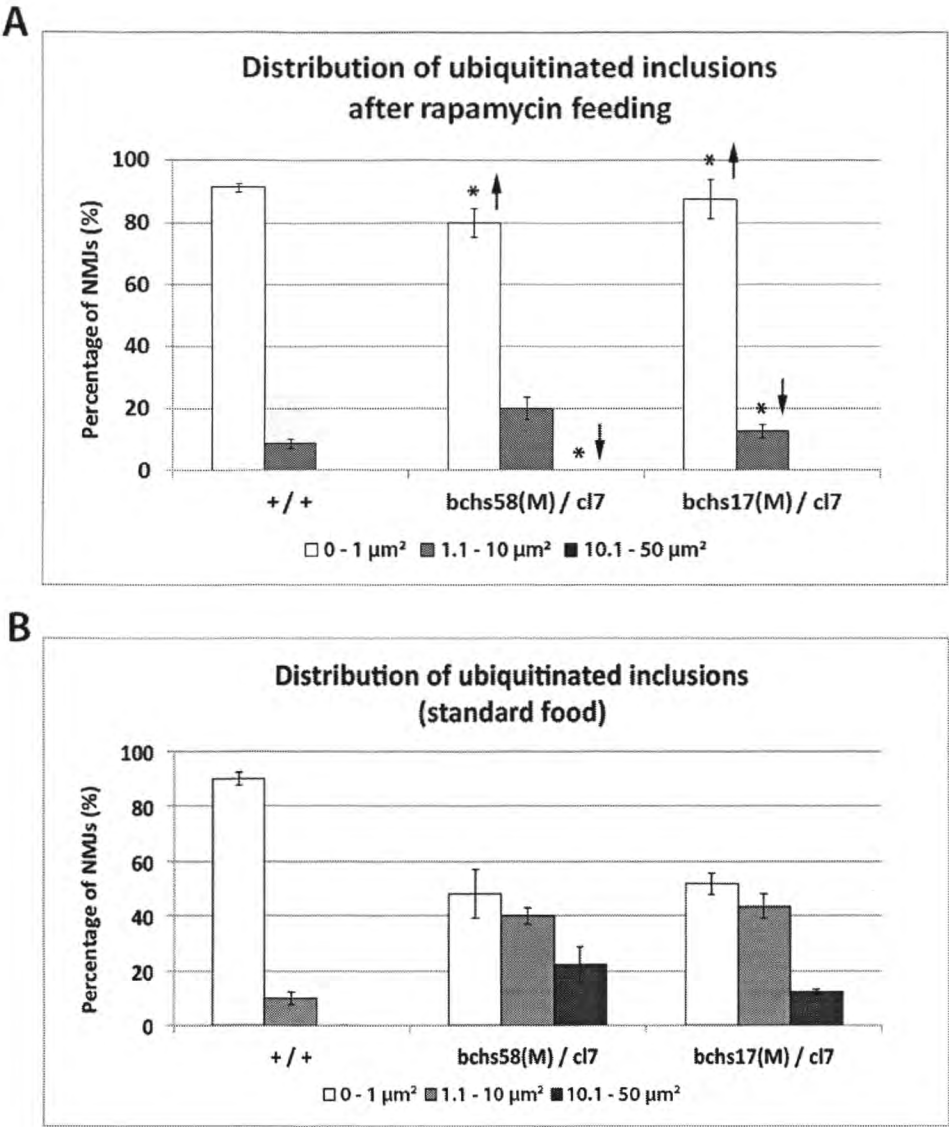 A
Distribution of ubiquitinated inclusions
after rapamycin feeding
Percentage of NMJs (%)
100
80
60
40
20
0
* *
* *
+ / +
bchs58(M) / cl7
bchs17(M) / cl7
0 - 1 µm²
1.1 - 10 µm²
10.1 - 50 µm²
B
Distribution of ubiquitinated inclusions
(standard food)
Percentage of NMJs (%)
100
80
60
40
20
0
+ / +
bchs58(M) / cl7
bchs17(M) / cl7
0 - 1 µm²
1.1 - 10 µm²
10.1 - 50 µm²